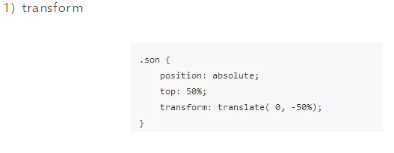 1) transform
.son {
position: absolute;
top: 50%;
transform: translate( 0, -50%);
}